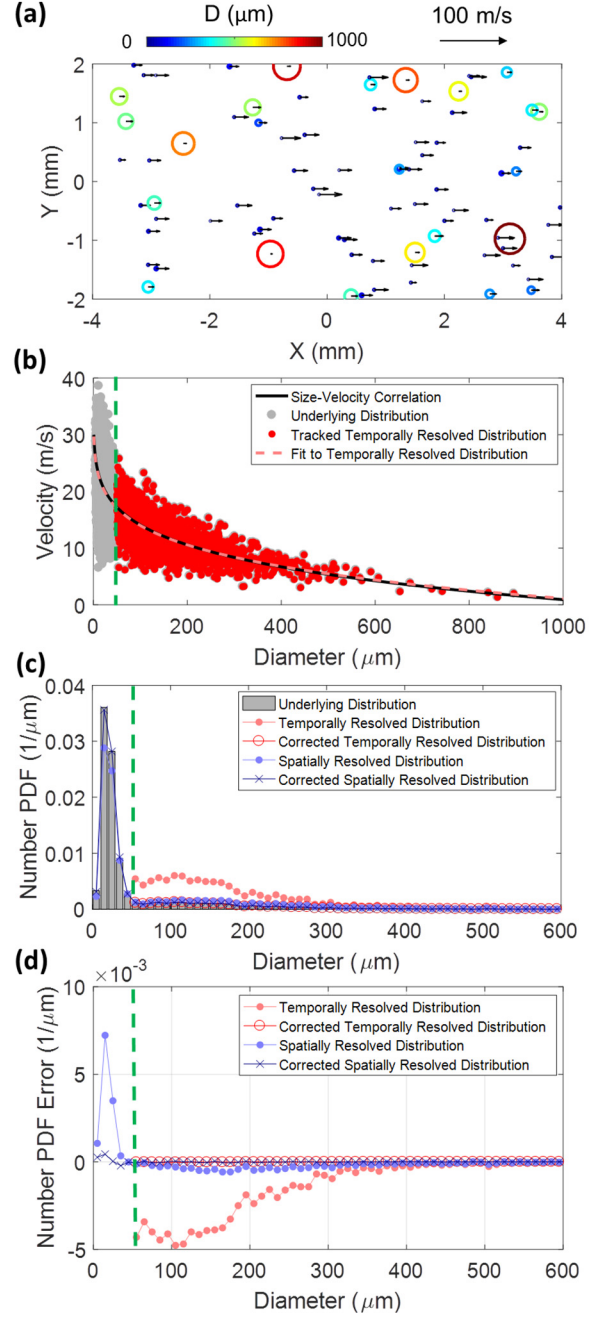 (a)
D (μm)
100 m/s
0
1000
2
1
0
-1
-2
Y (mm)
-4
-2
0
2
4
X (mm)
(b)
40
30
20
10
0
Velocity (m/s)
Size-Velocity Correlation
Underlying Distribution
Tracked Temporally Resolved Distribution
Fit to Temporally Resolved Distribution
0
200
400
600
800
1000
Diameter (μm)
(c)
0.04
0.03
0.02
0.01
0
Number PDF (1/μm)
Underlying Distribution
Temporally Resolved Distribution
Corrected Temporally Resolved Distribution
Spatially Resolved Distribution
Corrected Spatially Resolved Distribution
0
100
200
300
400
500
600
Diameter (μm)
(d)
× 10⁻³
10
5
0
-5
Number PDF Error (1/μm)
Temporally Resolved Distribution
Corrected Temporally Resolved Distribution
Spatially Resolved Distribution
Corrected Spatially Resolved Distribution
0
100
200
300
400
500
600
Diameter (μm)